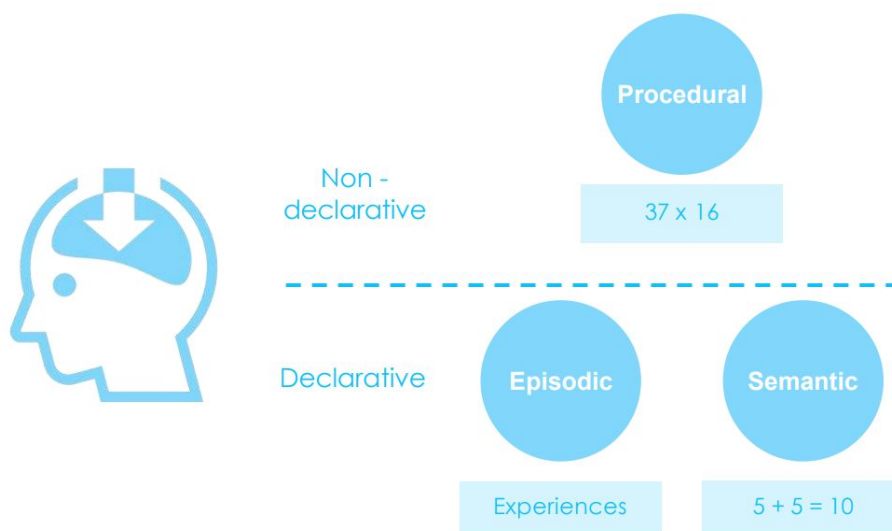 Procedural
Non -
declarative
37 x 16
Declarative
Episodic
Semantic
Experiences
5 + 5 = 10